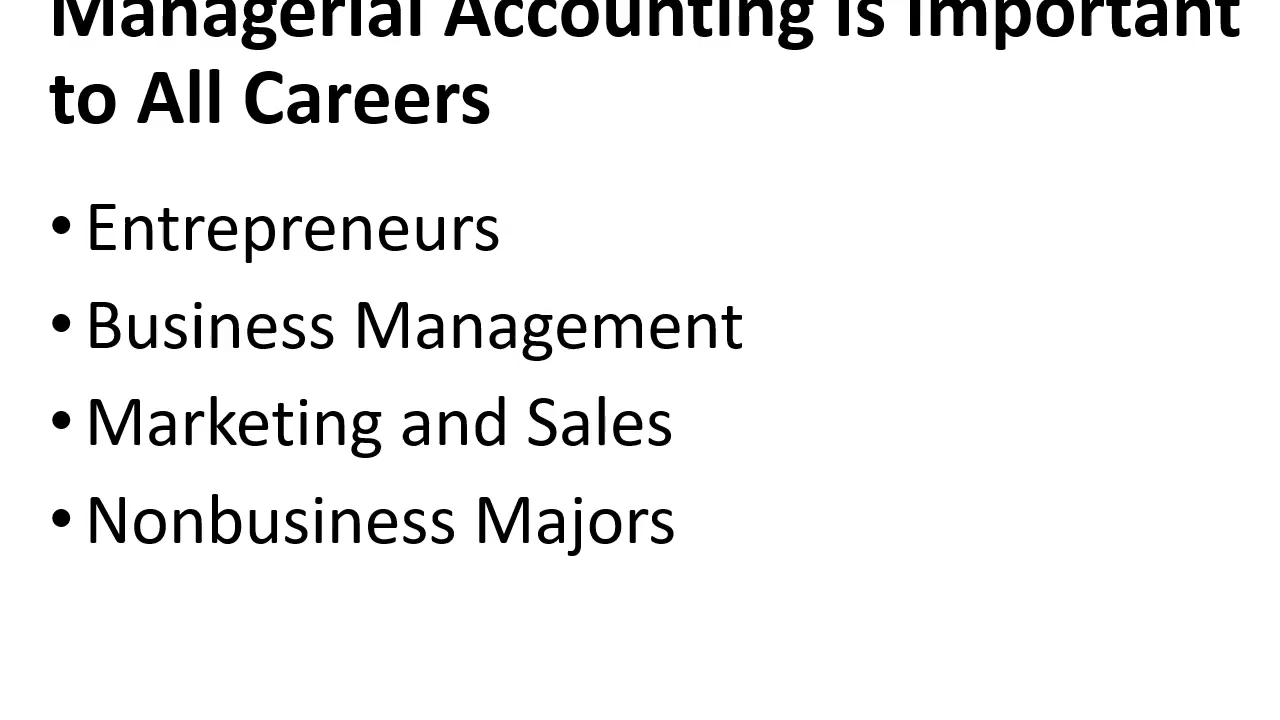 Managerial Accounting is Important
to All Careers
• Entrepreneurs
• Business Management
• Marketing and Sales
• Nonbusiness Majors